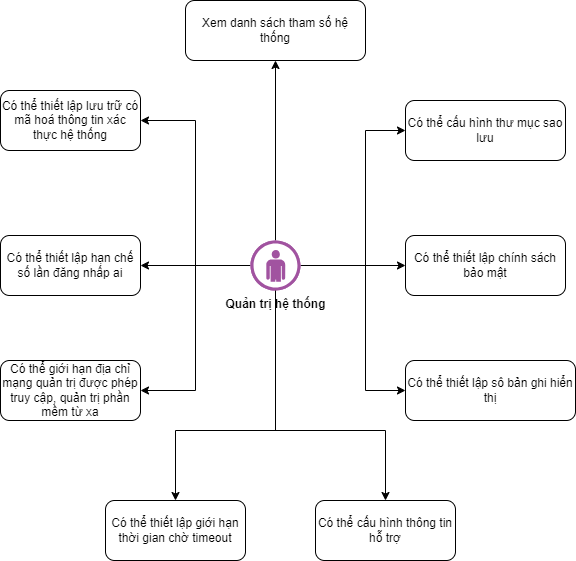 Xem danh sách tham số hệ
thống
Có thể thiết lập lưu trữ có
mã hoá thông tin xác
thực hệ thống
Có thể cấu hình thư mục sao
lưu
Có thể thiết lập hạn chế
số lần đăng nhập ai
Có thể thiết lập chính sách
bảo mật
Quản trị hệ thống
Có thể giới hạn địa chỉ
mạng quản trị được phép
truy cập, quản trị phần
mềm từ xa
Có thể thiết lập sô bản ghi hiển
thị
Có thể thiết lập giới hạn
thời gian chờ timeout
Có thể cấu hình thông tin
hỗ trợ